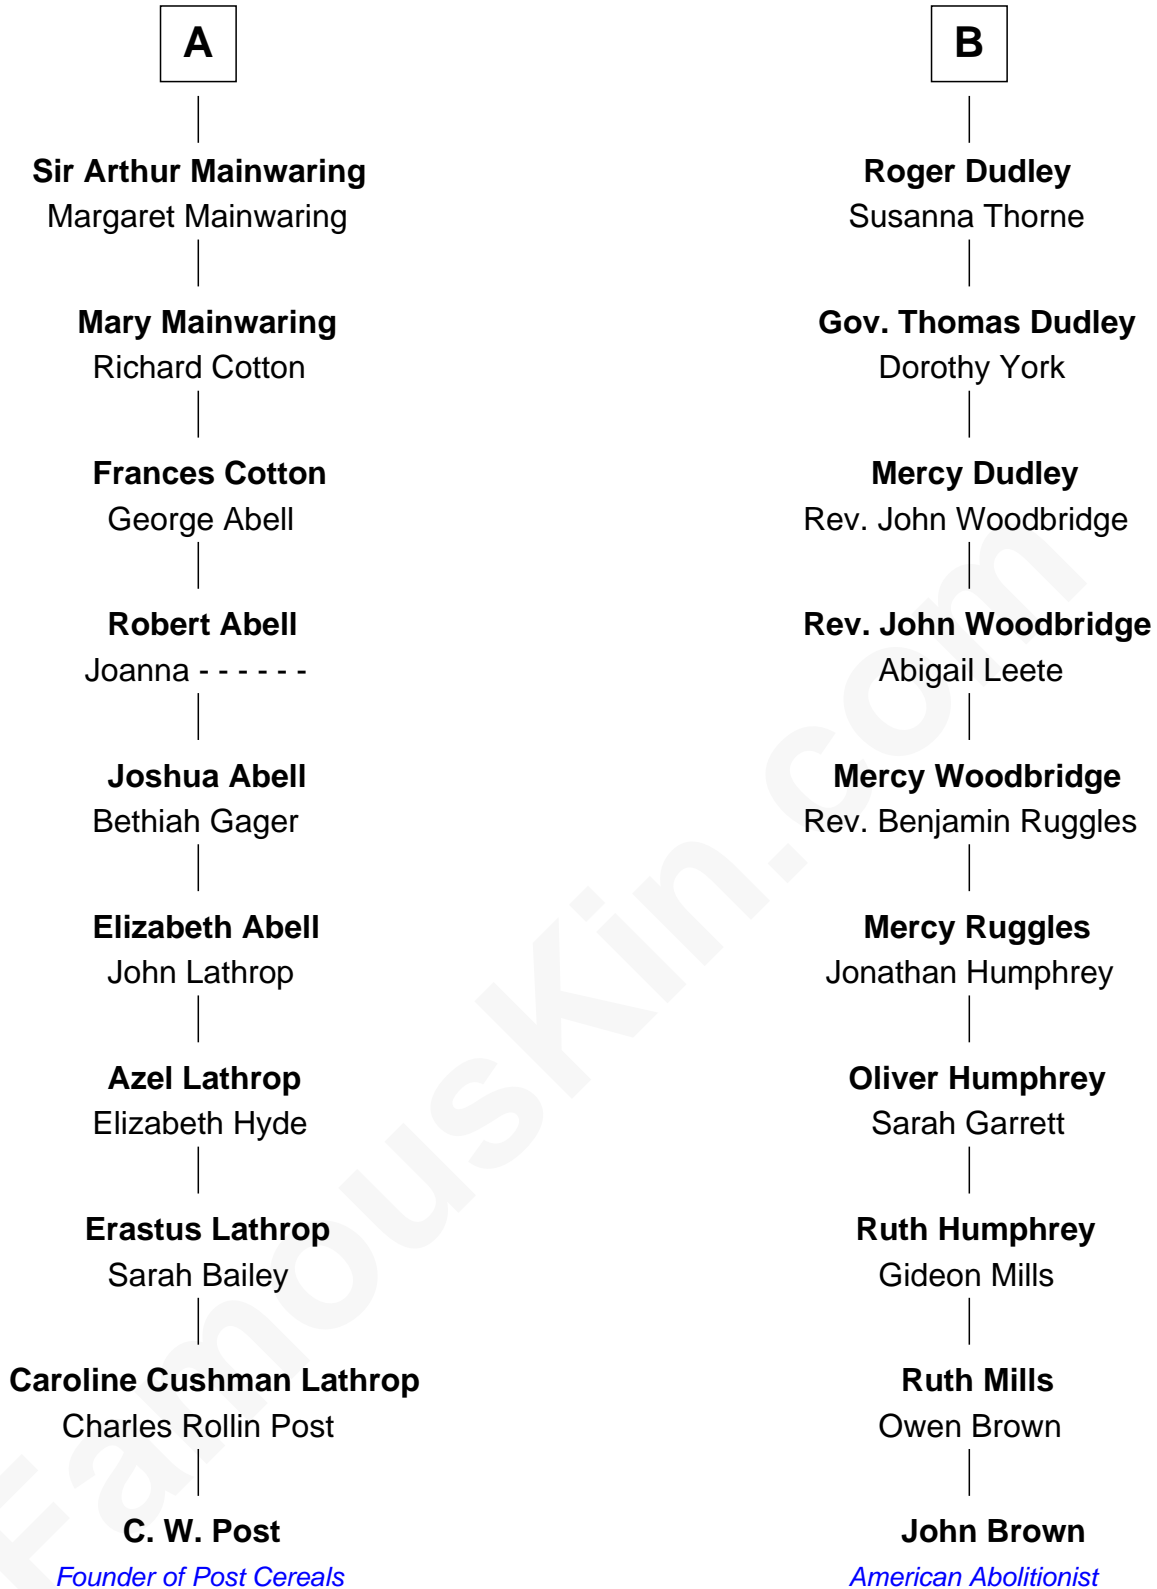 A
Sir Arthur Mainwaring
Margaret Mainwaring
Mary Mainwaring
Richard Cotton
Frances Cotton
George Abell
Robert Abell
Joanna - - - - - -
Joshua Abell
Bethiah Gager
Elizabeth Abell
John Lathrop
Azel Lathrop
Elizabeth Hyde
Erastus Lathrop
Sarah Bailey
Caroline Cushman Lathrop
Charles Rollin Post
C. W. Post
Founder of Post Cereals
B
Roger Dudley
Susanna Thorne
Gov. Thomas Dudley
Dorothy York
Mercy Dudley
Rev. John Woodbridge
Rev. John Woodbridge
Abigail Leete
Mercy Woodbridge
Rev. Benjamin Ruggles
Mercy Ruggles
Jonathan Humphrey
Oliver Humphrey
Sarah Garrett
Ruth Humphrey
Gideon Mills
Ruth Mills
Owen Brown
John Brown
American Abolitionist
FamousKin.com